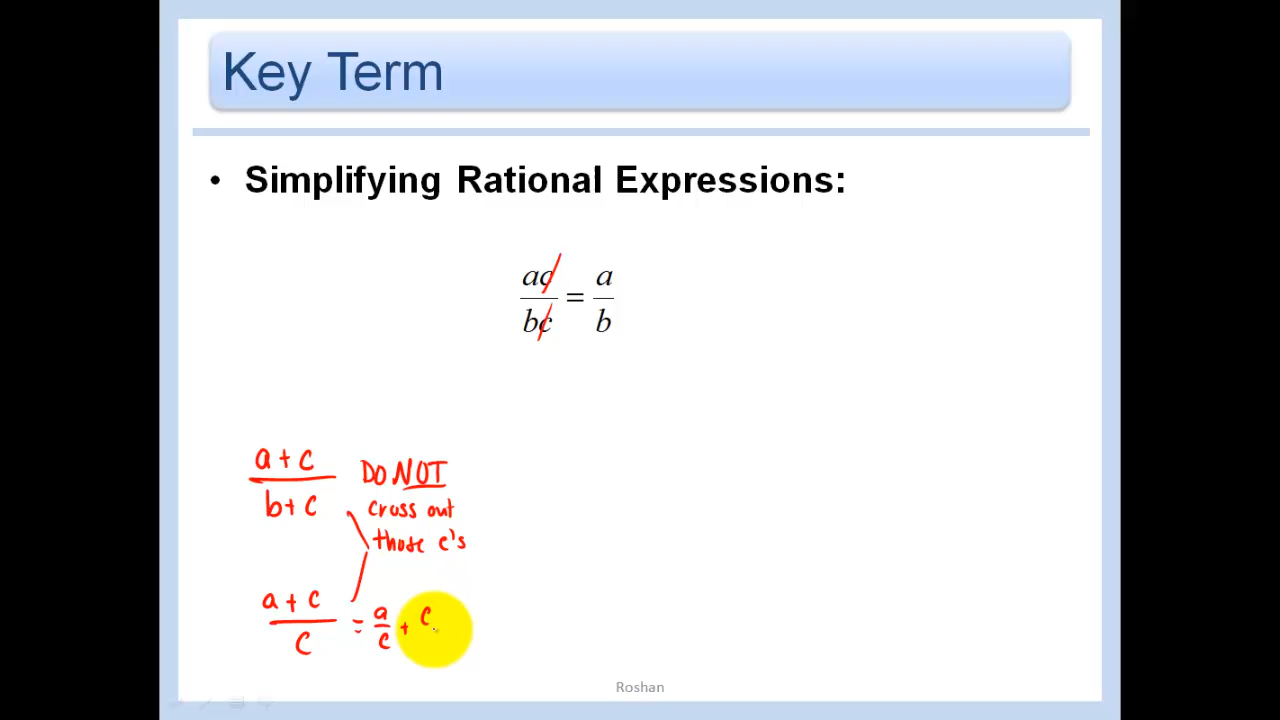 Key Term
• Simplifying Rational Expressions:
ac/bc = a/b
a+c/b+c DO NOT
cross out
those c's
a+c/c = a/c + c
Roshan